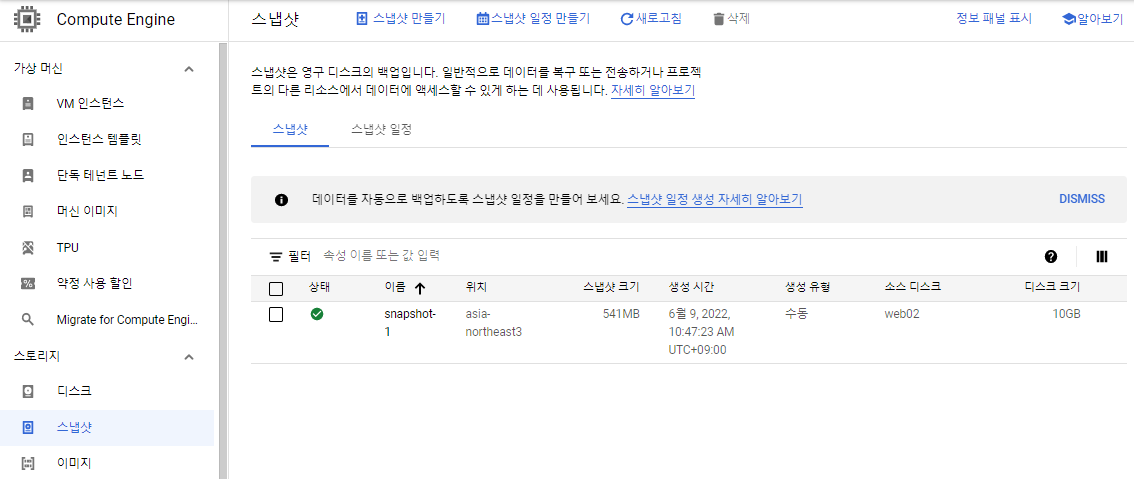 Compute Engine
가상 머신
VM 인스턴스
인스턴스 템플릿
단독 테넌트 노드
머신 이미지
TPU
약정 사용 할인
Migrate for Compute Engi...
스토리지
디스크
스냅샷
이미지
스냅샷 스냅샷 만들기 스냅샷 일정 만들기 새로고침 삭제 정보 패널 표시 알아보기
스냅샷은 영구 디스크의 백업입니다. 일반적으로 데이터를 복구 또는 전송하거나 프로젝
트의 다른 리소스에서 데이터에 액세스할 수 있게 하는 데 사용됩니다. 자세히 알아보기
스냅샷 스냅샷 일정
데이터를 자동으로 백업하도록 스냅샷 일정을 만들어 보세요. 스냅샷 일정 생성 자세히 알아보기 DISMISS
필터 속성 이름 또는 값 입력
상태 이름 위치 스냅샷 크기 생성 시간 생성 유형 소스 디스크 디스크 크기
snapshot- asia- 541MB 6월 9, 2022, 수동 web02 10GB
1 northeast3 10:47:23 AM
UTC+09:00